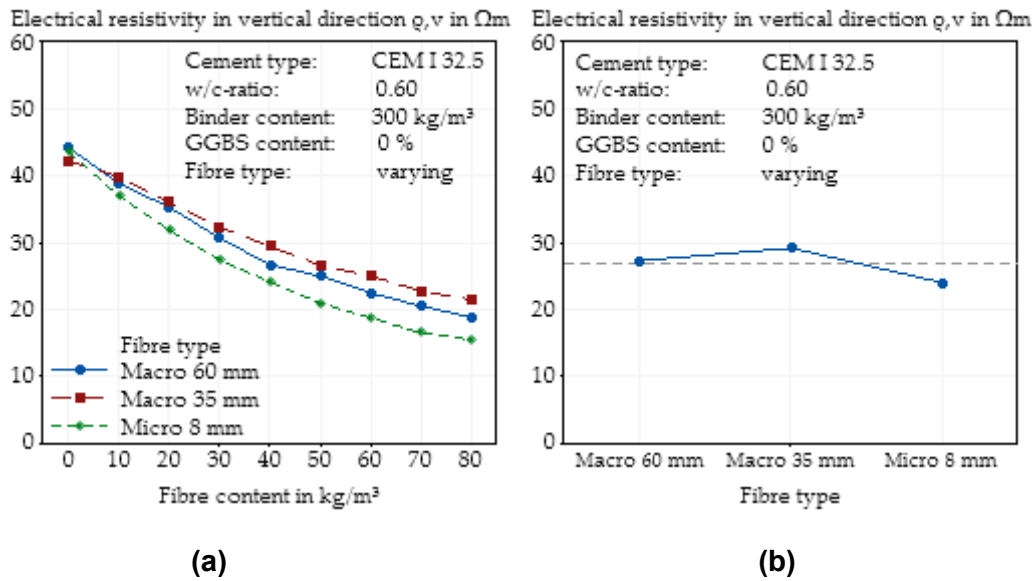 Electrical resistivity in vertical direction ϱ,v in Ωm
60
50
40
30
20
10
0
Cement type: CEM I 32.5
w/c-ratio: 0.60
Binder content: 300 kg/m³
GGBS content: 0 %
Fibre type: varying
Fibre type
Macro 60 mm
Macro 35 mm
Micro 8 mm
0 10 20 30 40 50 60 70 80
Fibre content in kg/m³
(a)
Electrical resistivity in vertical direction ϱ,v in Ωm
60
50
40
30
20
10
0
Cement type: CEM I 32.5
w/c-ratio: 0.60
Binder content: 300 kg/m³
GGBS content: 0 %
Fibre type: varying
Macro 60 mm Macro 35 mm Micro 8 mm
Fibre type
(b)